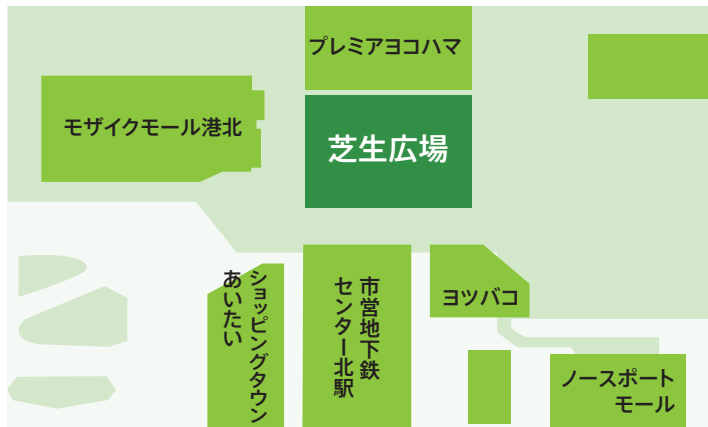 プレミアヨコハマ
モザイクモール港北
芝生広場
ショッピングタウン
あいたい
市営地下鉄
センター北駅
ヨツバコ
ノースポート
モール